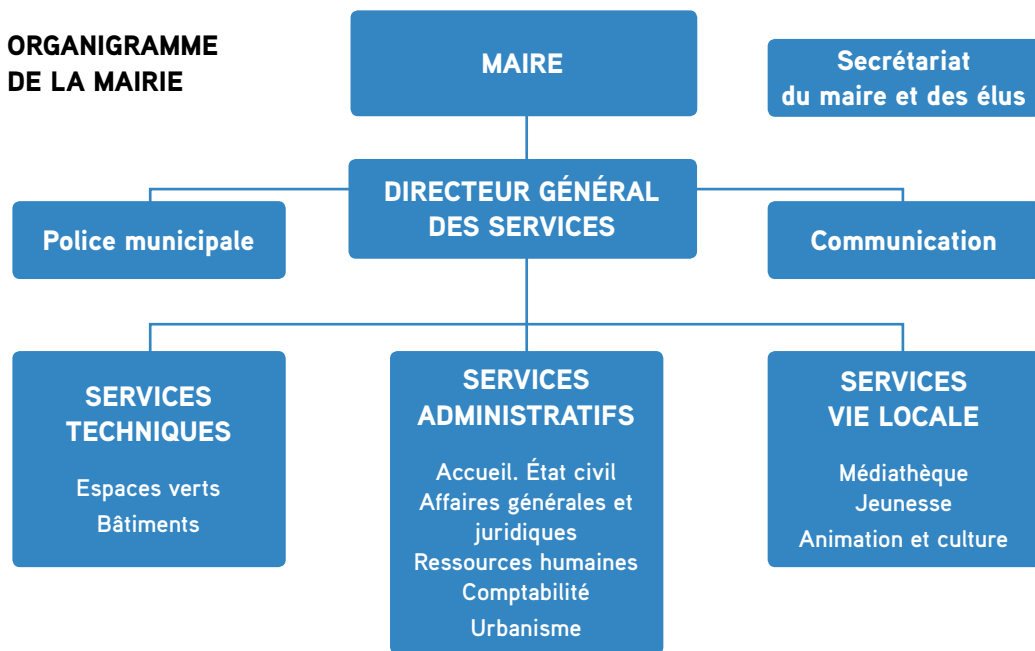 ORGANIGRAMME
DE LA MAIRIE
MAIRE
Secrétariat
du maire et des élus
DIRECTEUR GÉNÉRAL
DES SERVICES
Police municipale
Communication
SERVICES
TECHNIQUES
Espaces verts
Bâtiments
SERVICES
ADMINISTRATIFS
Accueil. État civil
Affaires générales et
juridiques
Ressources humaines
Comptabilité
Urbanisme
SERVICES
VIE LOCALE
Médiathèque
Jeunesse
Animation et culture